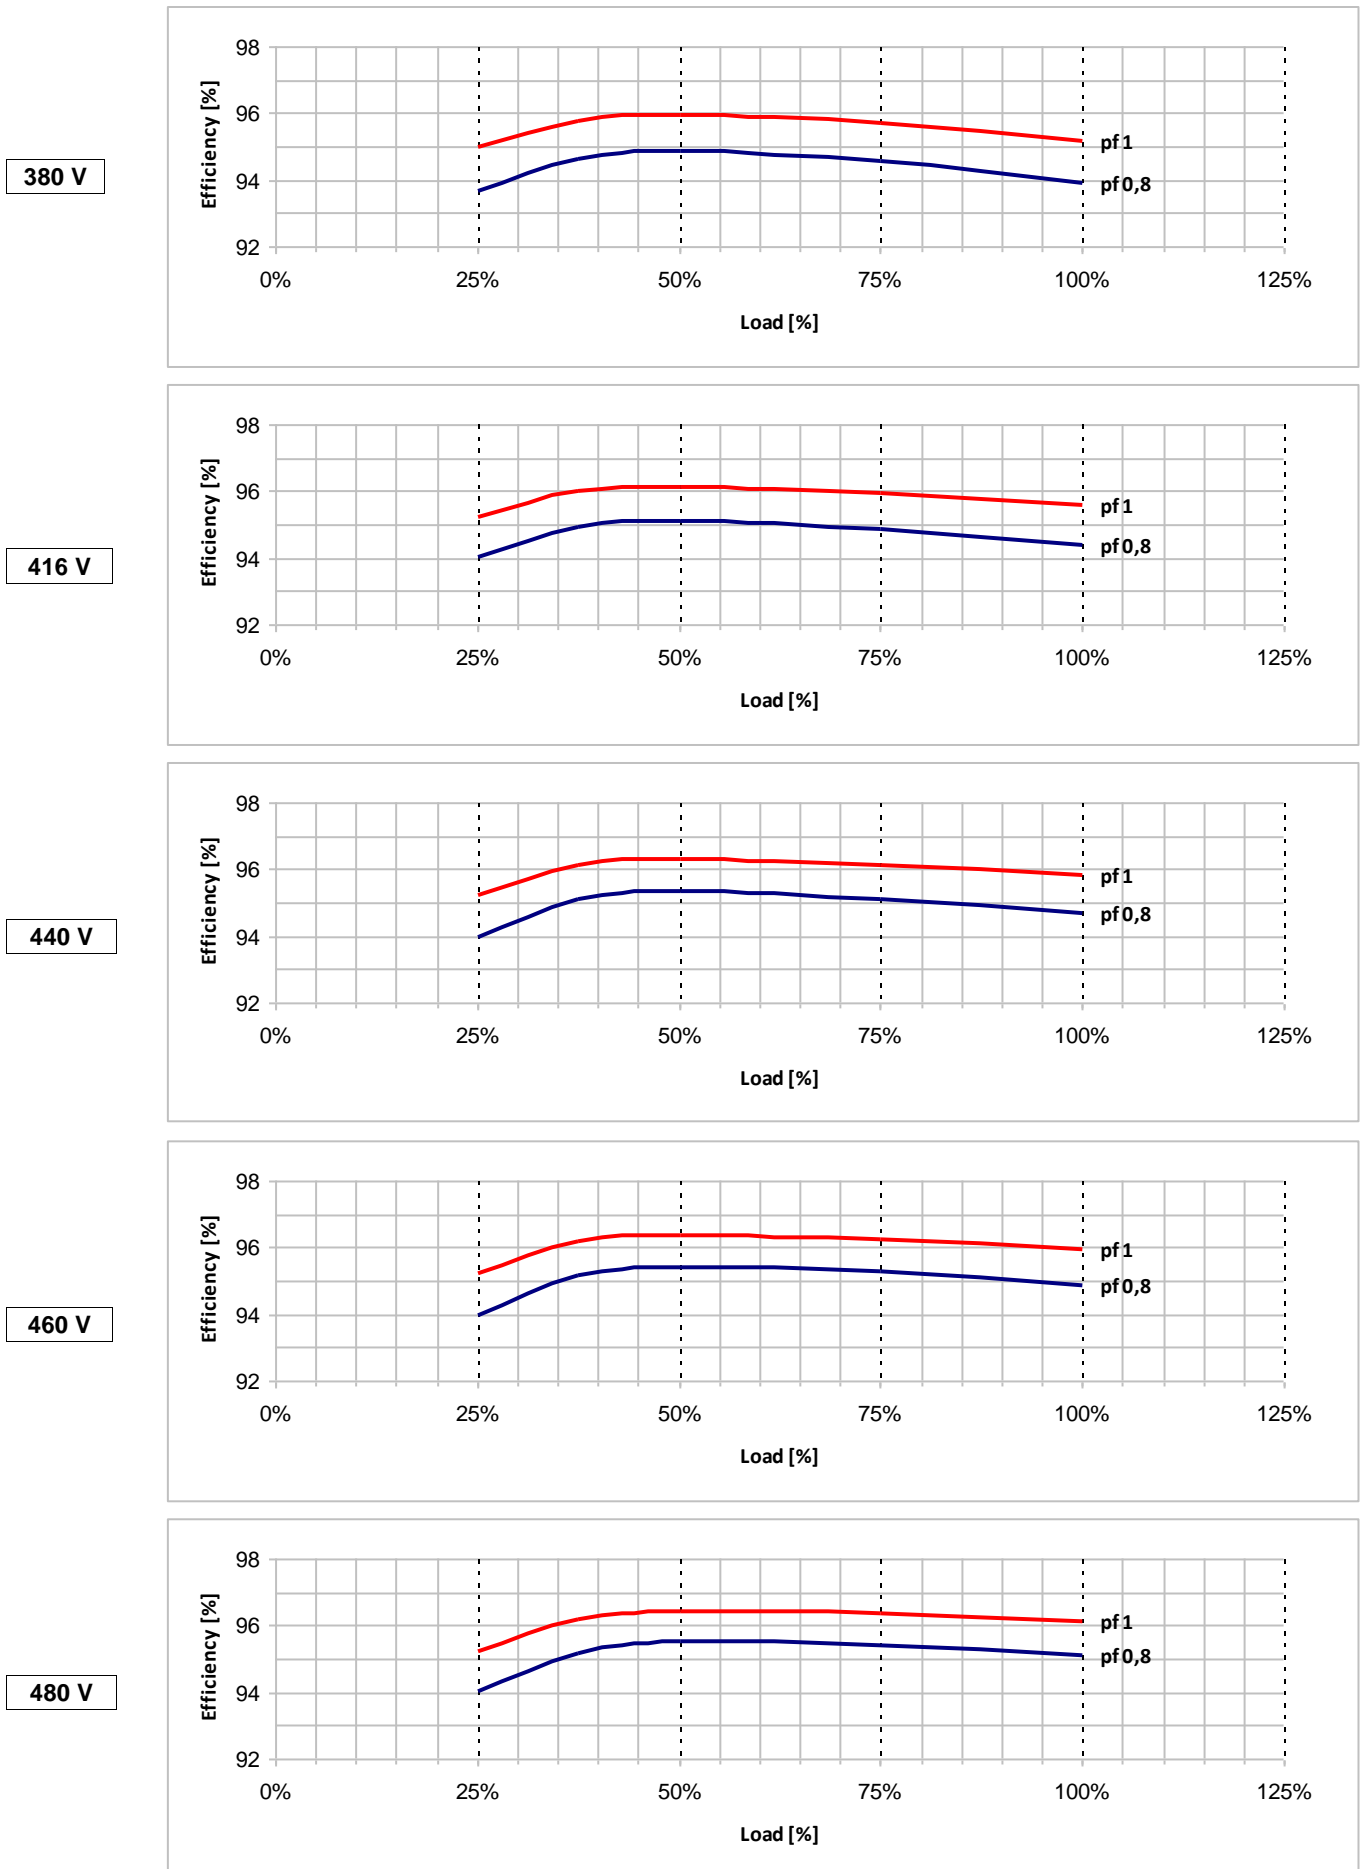 380 V
Efficiency [%]
98
96
94
92
pf 1
pf 0,8
0% 25% 50% 75% 100% 125%
Load [%]
416 V
Efficiency [%]
98
96
94
92
pf 1
pf 0,8
0% 25% 50% 75% 100% 125%
Load [%]
440 V
Efficiency [%]
98
96
94
92
pf 1
pf 0,8
0% 25% 50% 75% 100% 125%
Load [%]
460 V
Efficiency [%]
98
96
94
92
pf 1
pf 0,8
0% 25% 50% 75% 100% 125%
Load [%]
480 V
Efficiency [%]
98
96
94
92
pf 1
pf 0,8
0% 25% 50% 75% 100% 125%
Load [%]